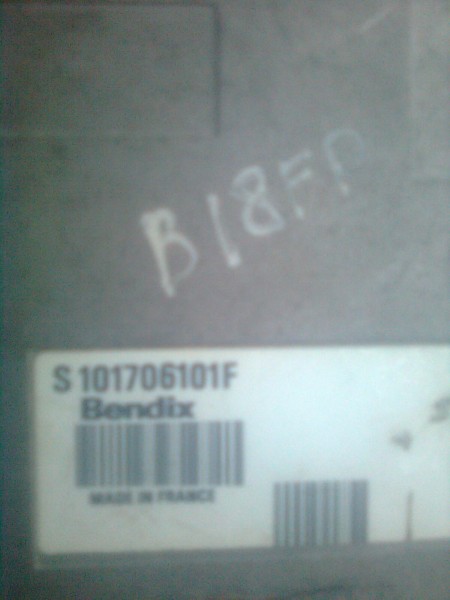 B18FP
S 101706101F
Bendix
MADE IN FRANCE